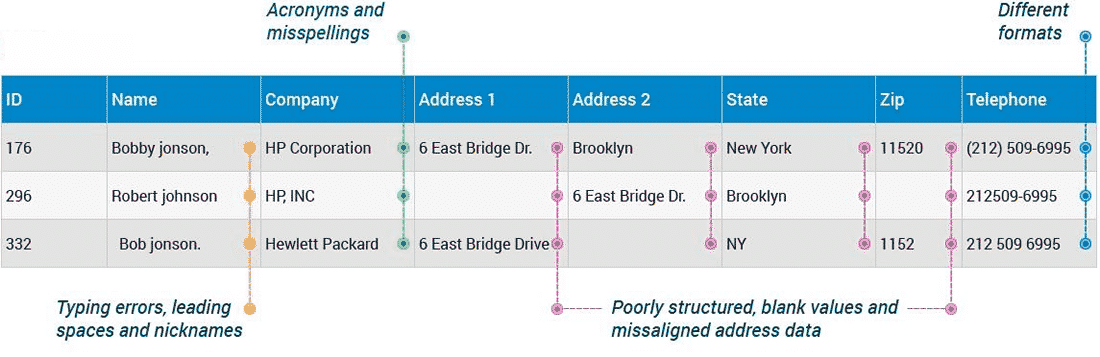 Acronyms and
misspellings
Different
formats
ID Name Company Address 1 Address 2 State Zip Telephone
176 Bobby jonson, HP Corporation 6 East Bridge Dr. Brooklyn New York 11520 (212) 509-6995
296 Robert johnson HP, INC 6 East Bridge Dr. Brooklyn 212509-6995
332 Bob jonson. Hewlett Packard 6 East Bridge Drive NY 1152 212 509 6995
Typing errors, leading
spaces and nicknames
Poorly structured, blank values and
missaligned address data